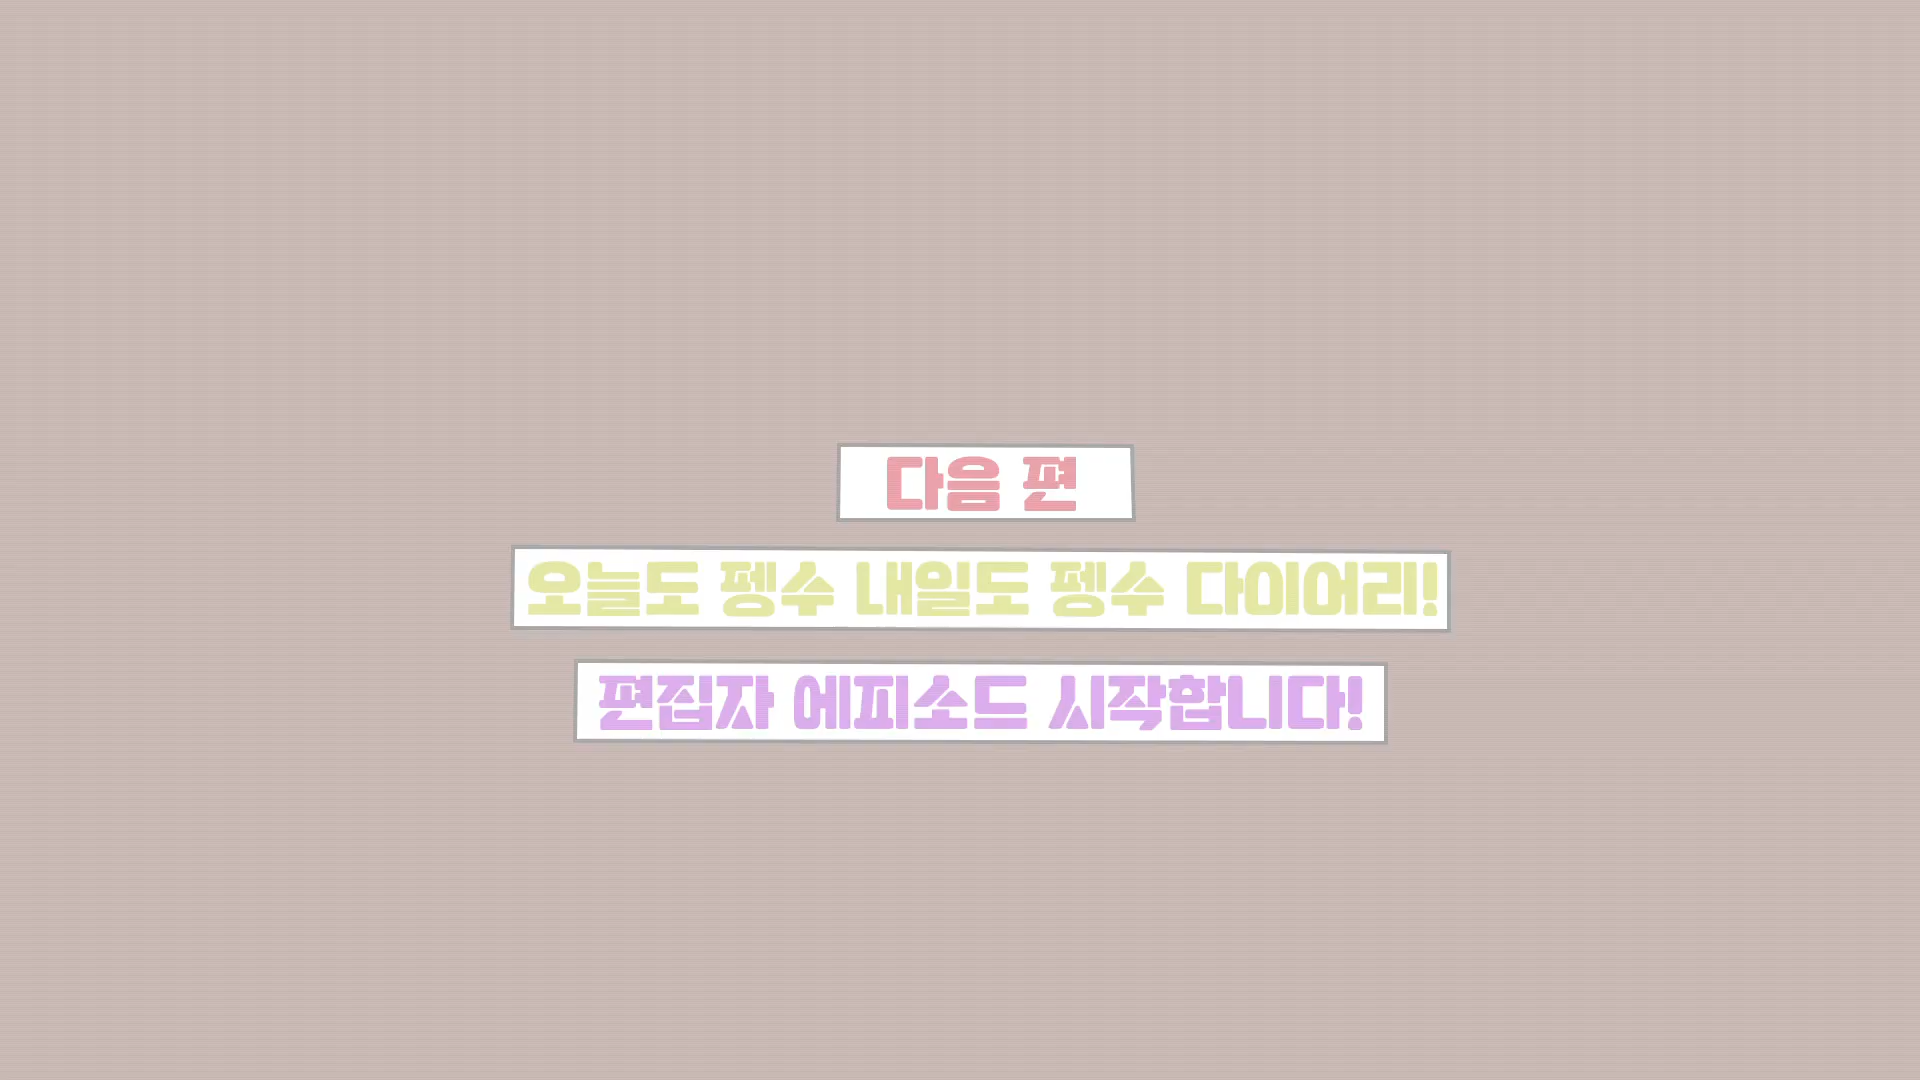 다음 편
오늘도 펭수 내일도 펭수 다이어리!
편집자 에피소드 시작합니다!